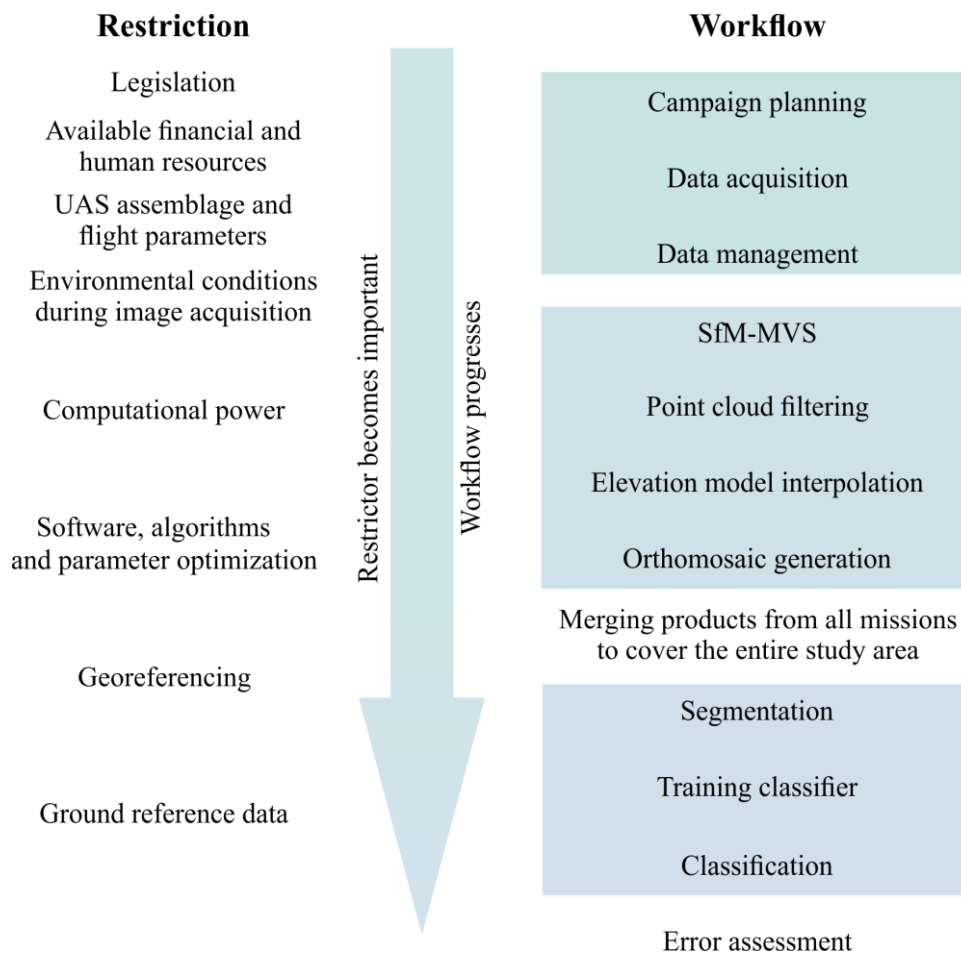 Restriction
Legislation
Available financial and
human resources
UAS assemblage and
flight parameters
Environmental conditions
during image acquisition
Computational power
Software, algorithms
and parameter optimization
Georeferencing
Ground reference data
Restrictor becomes important
Workflow progresses
Workflow
Campaign planning
Data acquisition
Data management
SfM-MVS
Point cloud filtering
Elevation model interpolation
Orthomosaic generation
Merging products from all missions
to cover the entire study area
Segmentation
Training classifier
Classification
Error assessment